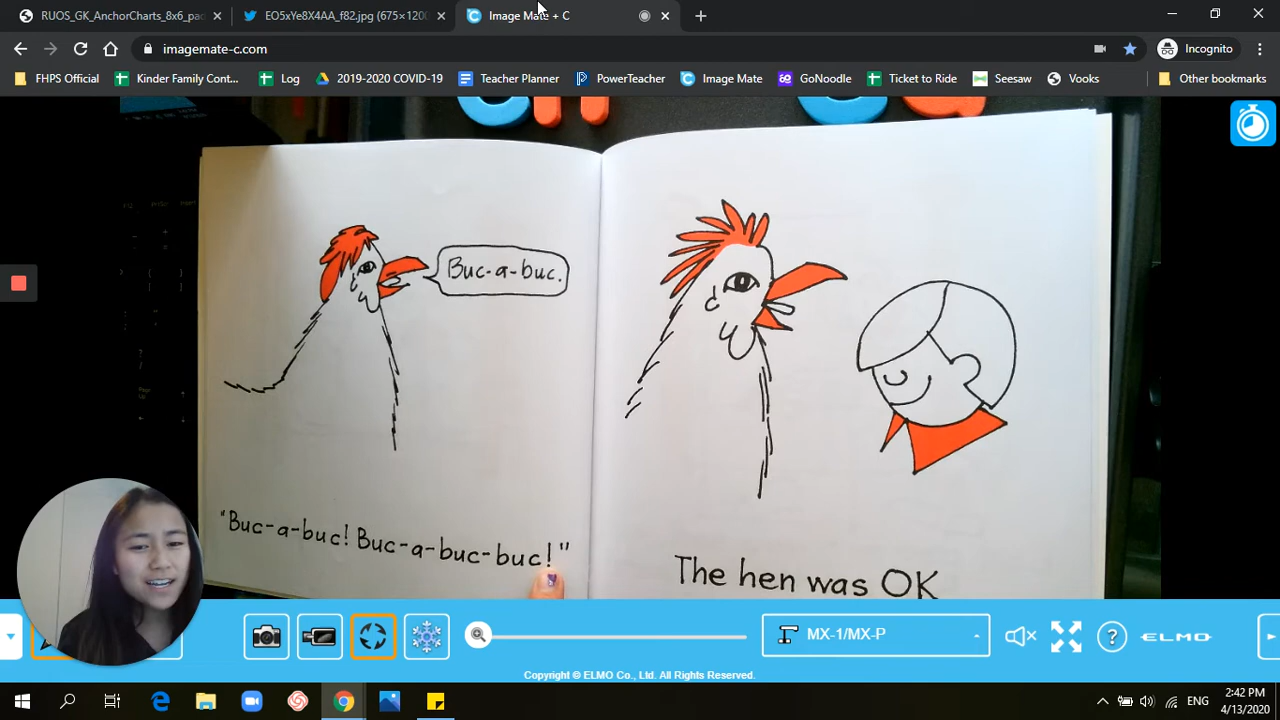 RUOS_GK_AnchorCharts_8x6_pac
EO5xYe8X4AA_f82.jpg (675×1200
Image Mate + C
imagemate-c.com
Incognito
FHPS Official
Kinder Family Cont...
Log
2019-2020 COVID-19
Teacher Planner
PowerTeacher
Image Mate
GoNoodle
Ticket to Ride
Seesaw
Vooks
Other bookmarks
Buc-a-buc.
"Buc-a-buc! Buc-a-buc-buc!"
The hen was OK
MX-1/MX-P
ELMO
Copyright © ELMO Co., Ltd. All Rights Reserved.
ENG
2:42 PM
4/13/2020